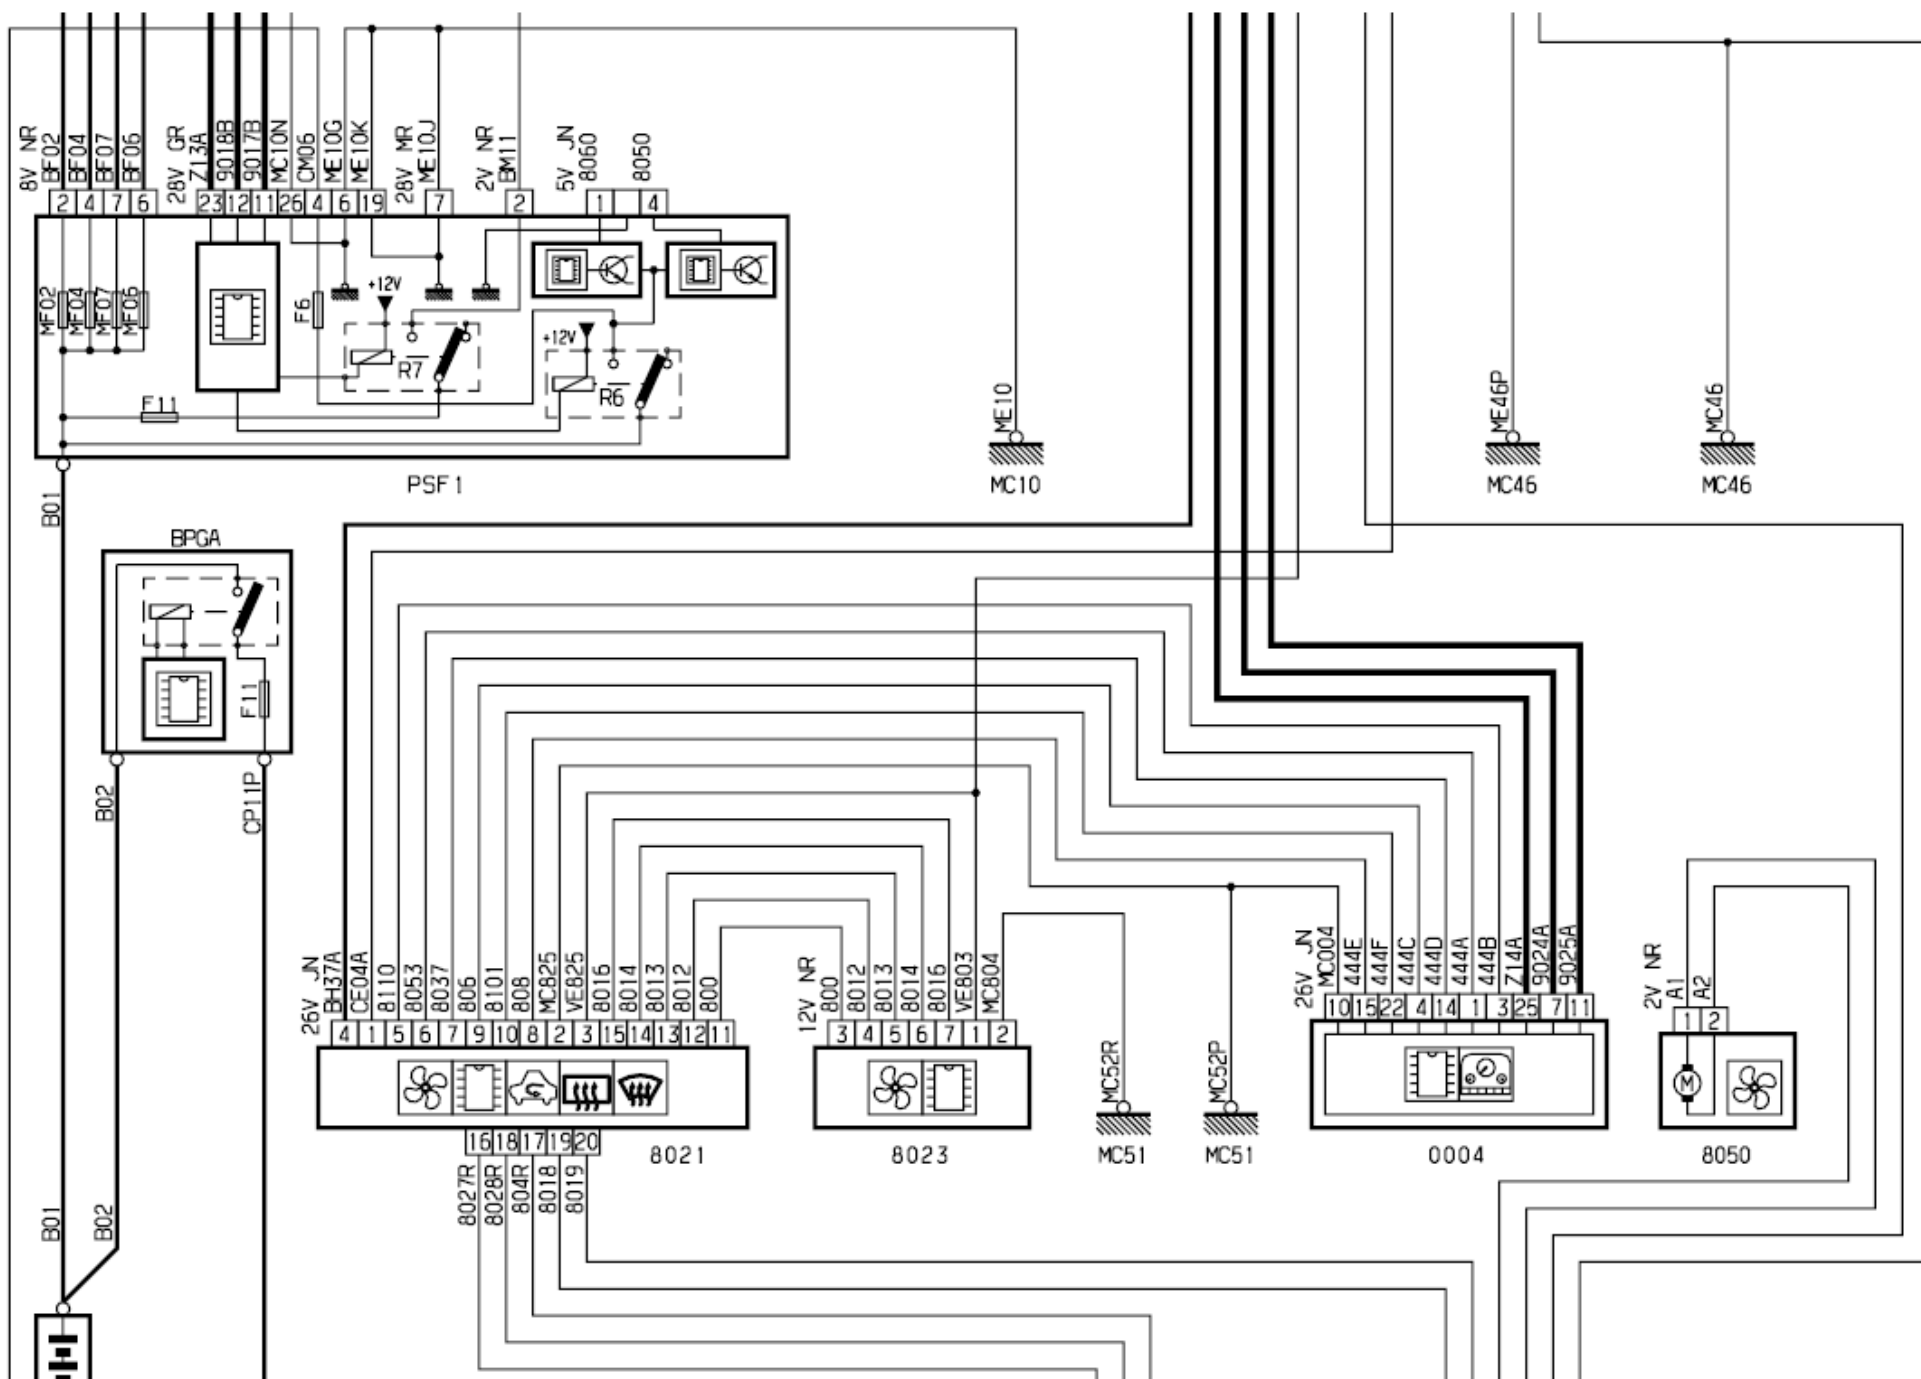 8V NR
BF02
BF04
BF07
BF06
28V GR
Z13A
9018B
9017B
MC10N
CM06
ME10G
ME10K
28V MR
ME10J
2V NR
BM11
5V JN
8060
8050
2 4 7 6 23 12 11 26 4 6 19 7 2 1 4
MF02
MF04
MF07
MF06
F6
+12V
+12V
R7
R6
F11
PSF1
ME10
MC10
ME46P
MC46
MC46
MC46
B01
BPGA
F11
B02
CP11P
B01
B02
26V JN
BH37A
CE04A
8110
8053
8037
806
8101
808
MC825
VE825
8016
8014
8013
8012
800
4 1 5 6 7 9 10 8 2 3 15 14 13 12 11
16 18 17 19 20
8021
8027R
8028R
804R
8018
8019
12V NR
800
8012
8013
8014
8016
VE803
MC804
3 4 5 6 7 1 2
8023
MC52R
MC51
MC52P
MC51
26V JN
MC004
444E
444F
444C
444D
444A
444B
Z14A
9024A
9025A
10 15 22 4 14 1 3 25 7 11
0004
2V NR
A1
A2
1 2
M
8050